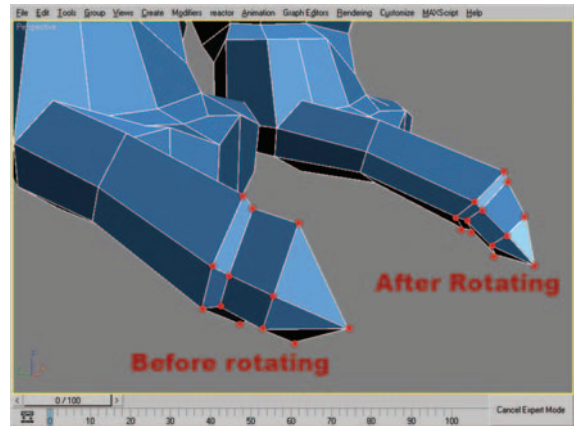 File Edit Tools Group Views Create Modifiers reactor Animation Graph Editors Rendering Customize MAXScript Help
Perspective
After Rotating
Before rotating
< 0 / 100 >
Cancel Expert Mode
0 10 20 30 40 50 60 70 80 90 100